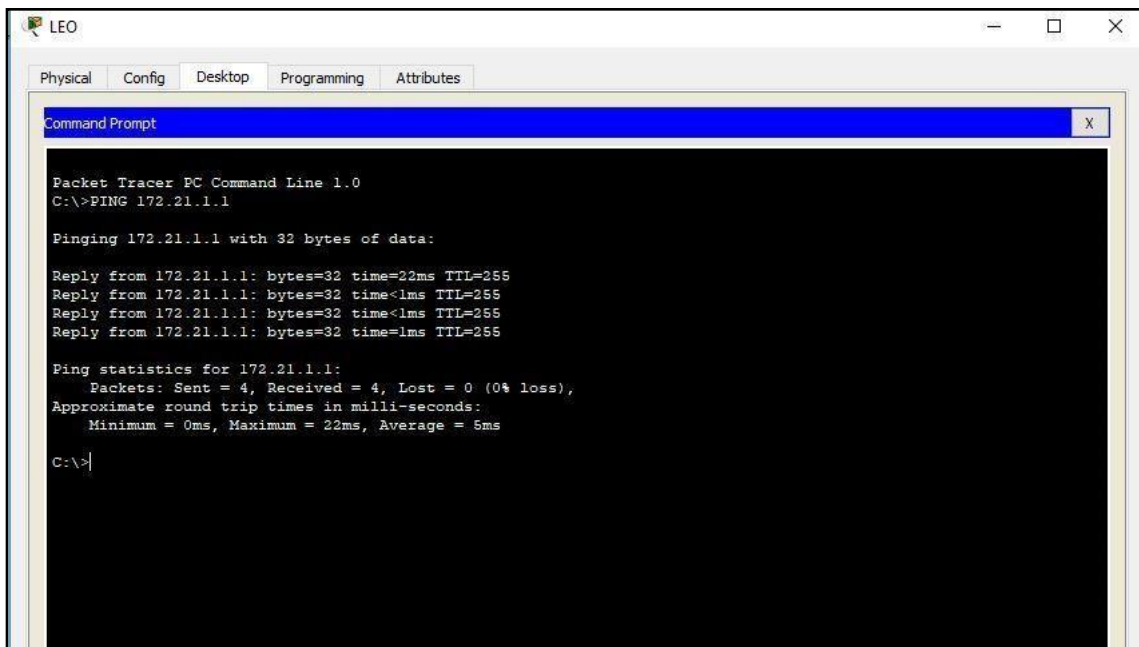 LEO
Physical Config Desktop Programming Attributes
Command Prompt X
Packet Tracer PC Command Line 1.0
C:\>PING 172.21.1.1
Pinging 172.21.1.1 with 32 bytes of data:
Reply from 172.21.1.1: bytes=32 time=22ms TTL=255
Reply from 172.21.1.1: bytes=32 time<1ms TTL=255
Reply from 172.21.1.1: bytes=32 time<1ms TTL=255
Reply from 172.21.1.1: bytes=32 time=1ms TTL=255
Ping statistics for 172.21.1.1:
Packets: Sent = 4, Received = 4, Lost = 0 (0% loss),
Approximate round trip times in milli-seconds:
Minimum = 0ms, Maximum = 22ms, Average = 5ms
C:\>